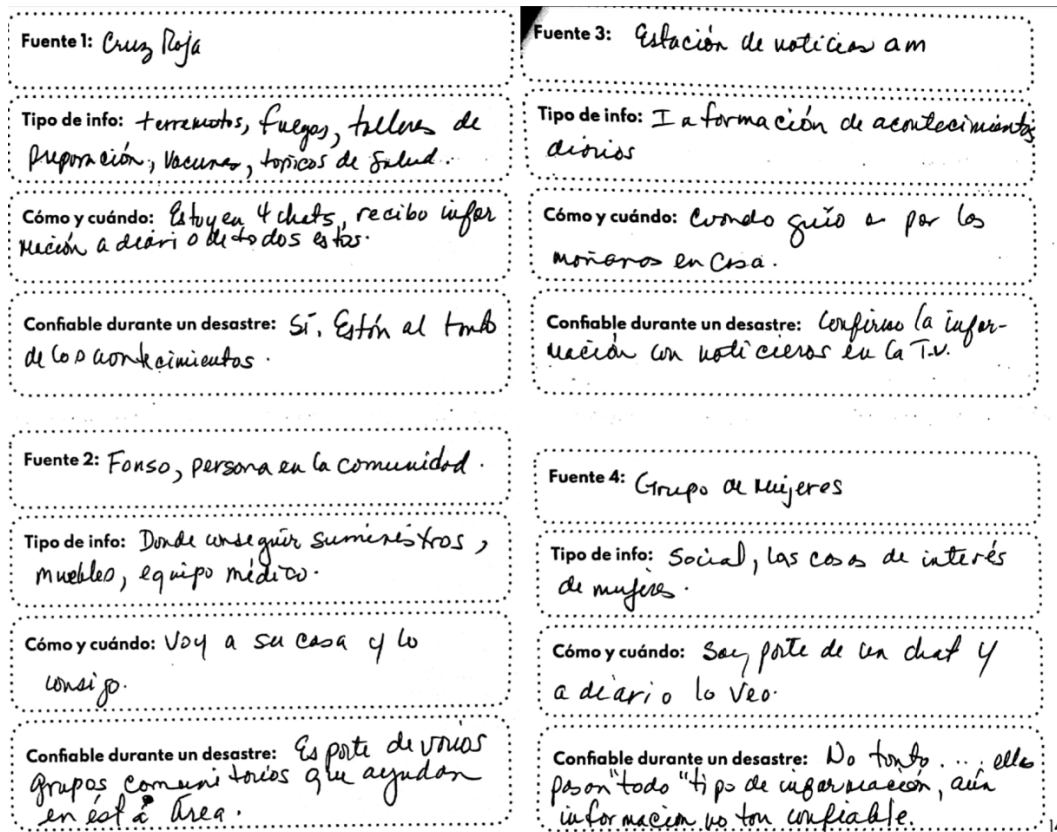 Fuente 1: Cruz Roja
Tipo de info: terremotos, fuegos, talleres de
preparación, vacunas, topicos de salud.
Cómo y cuándo: Estoy en 4 chats, recibo infor
mación a diario de todos estos.
Confiable durante un desastre: Sí. Están al tanto
de los acontecimientos.
Fuente 2: Fonso, persona en la comunidad.
Tipo de info: Donde conseguir suministros,
muebles, equipo médico.
Cómo y cuándo: Voy a su casa y lo
consigo.
Confiable durante un desastre: Es parte de varios
grupos comunitarios que ayudan
en ésta área.
Fuente 3: Estación de noticias am
Tipo de info: Información de acontecimientos
diarios
Cómo y cuándo: Cuando guío o por las
mañanas en casa.
Confiable durante un desastre: Confirmo la infor-
mación con noticieros en la T.V.
Fuente 4: Grupo de Mujeres
Tipo de info: Social, las cosas de interés
de mujeres.
Cómo y cuándo: Soy parte de un chat y
a diario lo veo.
Confiable durante un desastre: No tanto.... ellas
pasan "todo" tipo de información, aún
información no tan confiable.